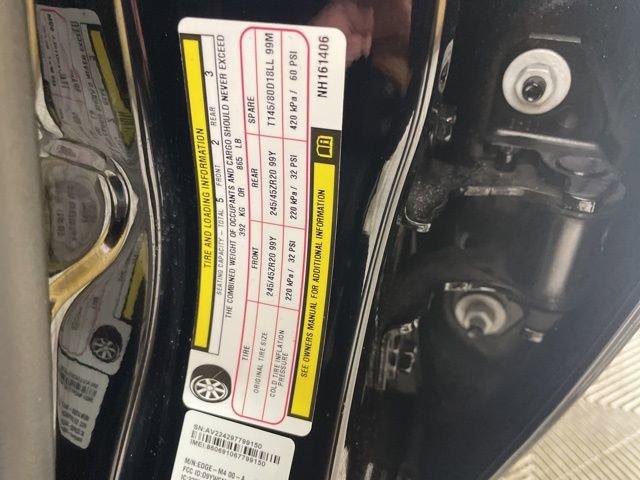 TIRE AND LOADING INFORMATION
SEATING CAPACITY - TOTAL 5 FRONT 2 REAR 3
THE COMBINED WEIGHT OF OCCUPANTS AND CARGO SHOULD NEVER EXCEED
392 KG OR 865 LB
TIRE FRONT REAR SPARE
ORIGINAL TIRE SIZE 245/45ZR20 99Y 245/45ZR20 99Y T145/80D18LL 99M
COLD TIRE INFLATION PRESSURE 220 kPa / 32 PSI 220 kPa / 32 PSI 420 kPa / 60 PSI
SEE OWNERS MANUAL FOR ADDITIONAL INFORMATION
NH161406
SN:AV224297799150
IMEI:860691067799150
M/N:EDGE-M4 00-A